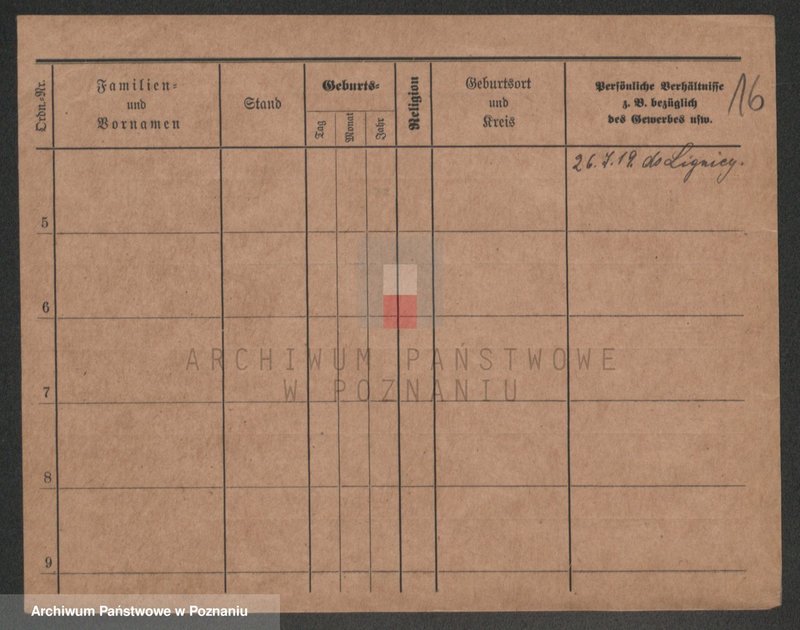 16
Ordn.-Nr.
Familien-
und
Vornamen
Stand
Geburts-
Tag
Monat
Jahr
Religion
Geburtsort
und
Kreis
Persönliche Verhältnisse
z. B. bezüglich
des Gewerbes usw.
26.7.19. do Lignicy.
5
6
7
8
9
ARCHIWUM PAŃSTWOWE
W POZNANIU
Archiwum Państwowe w Poznaniu